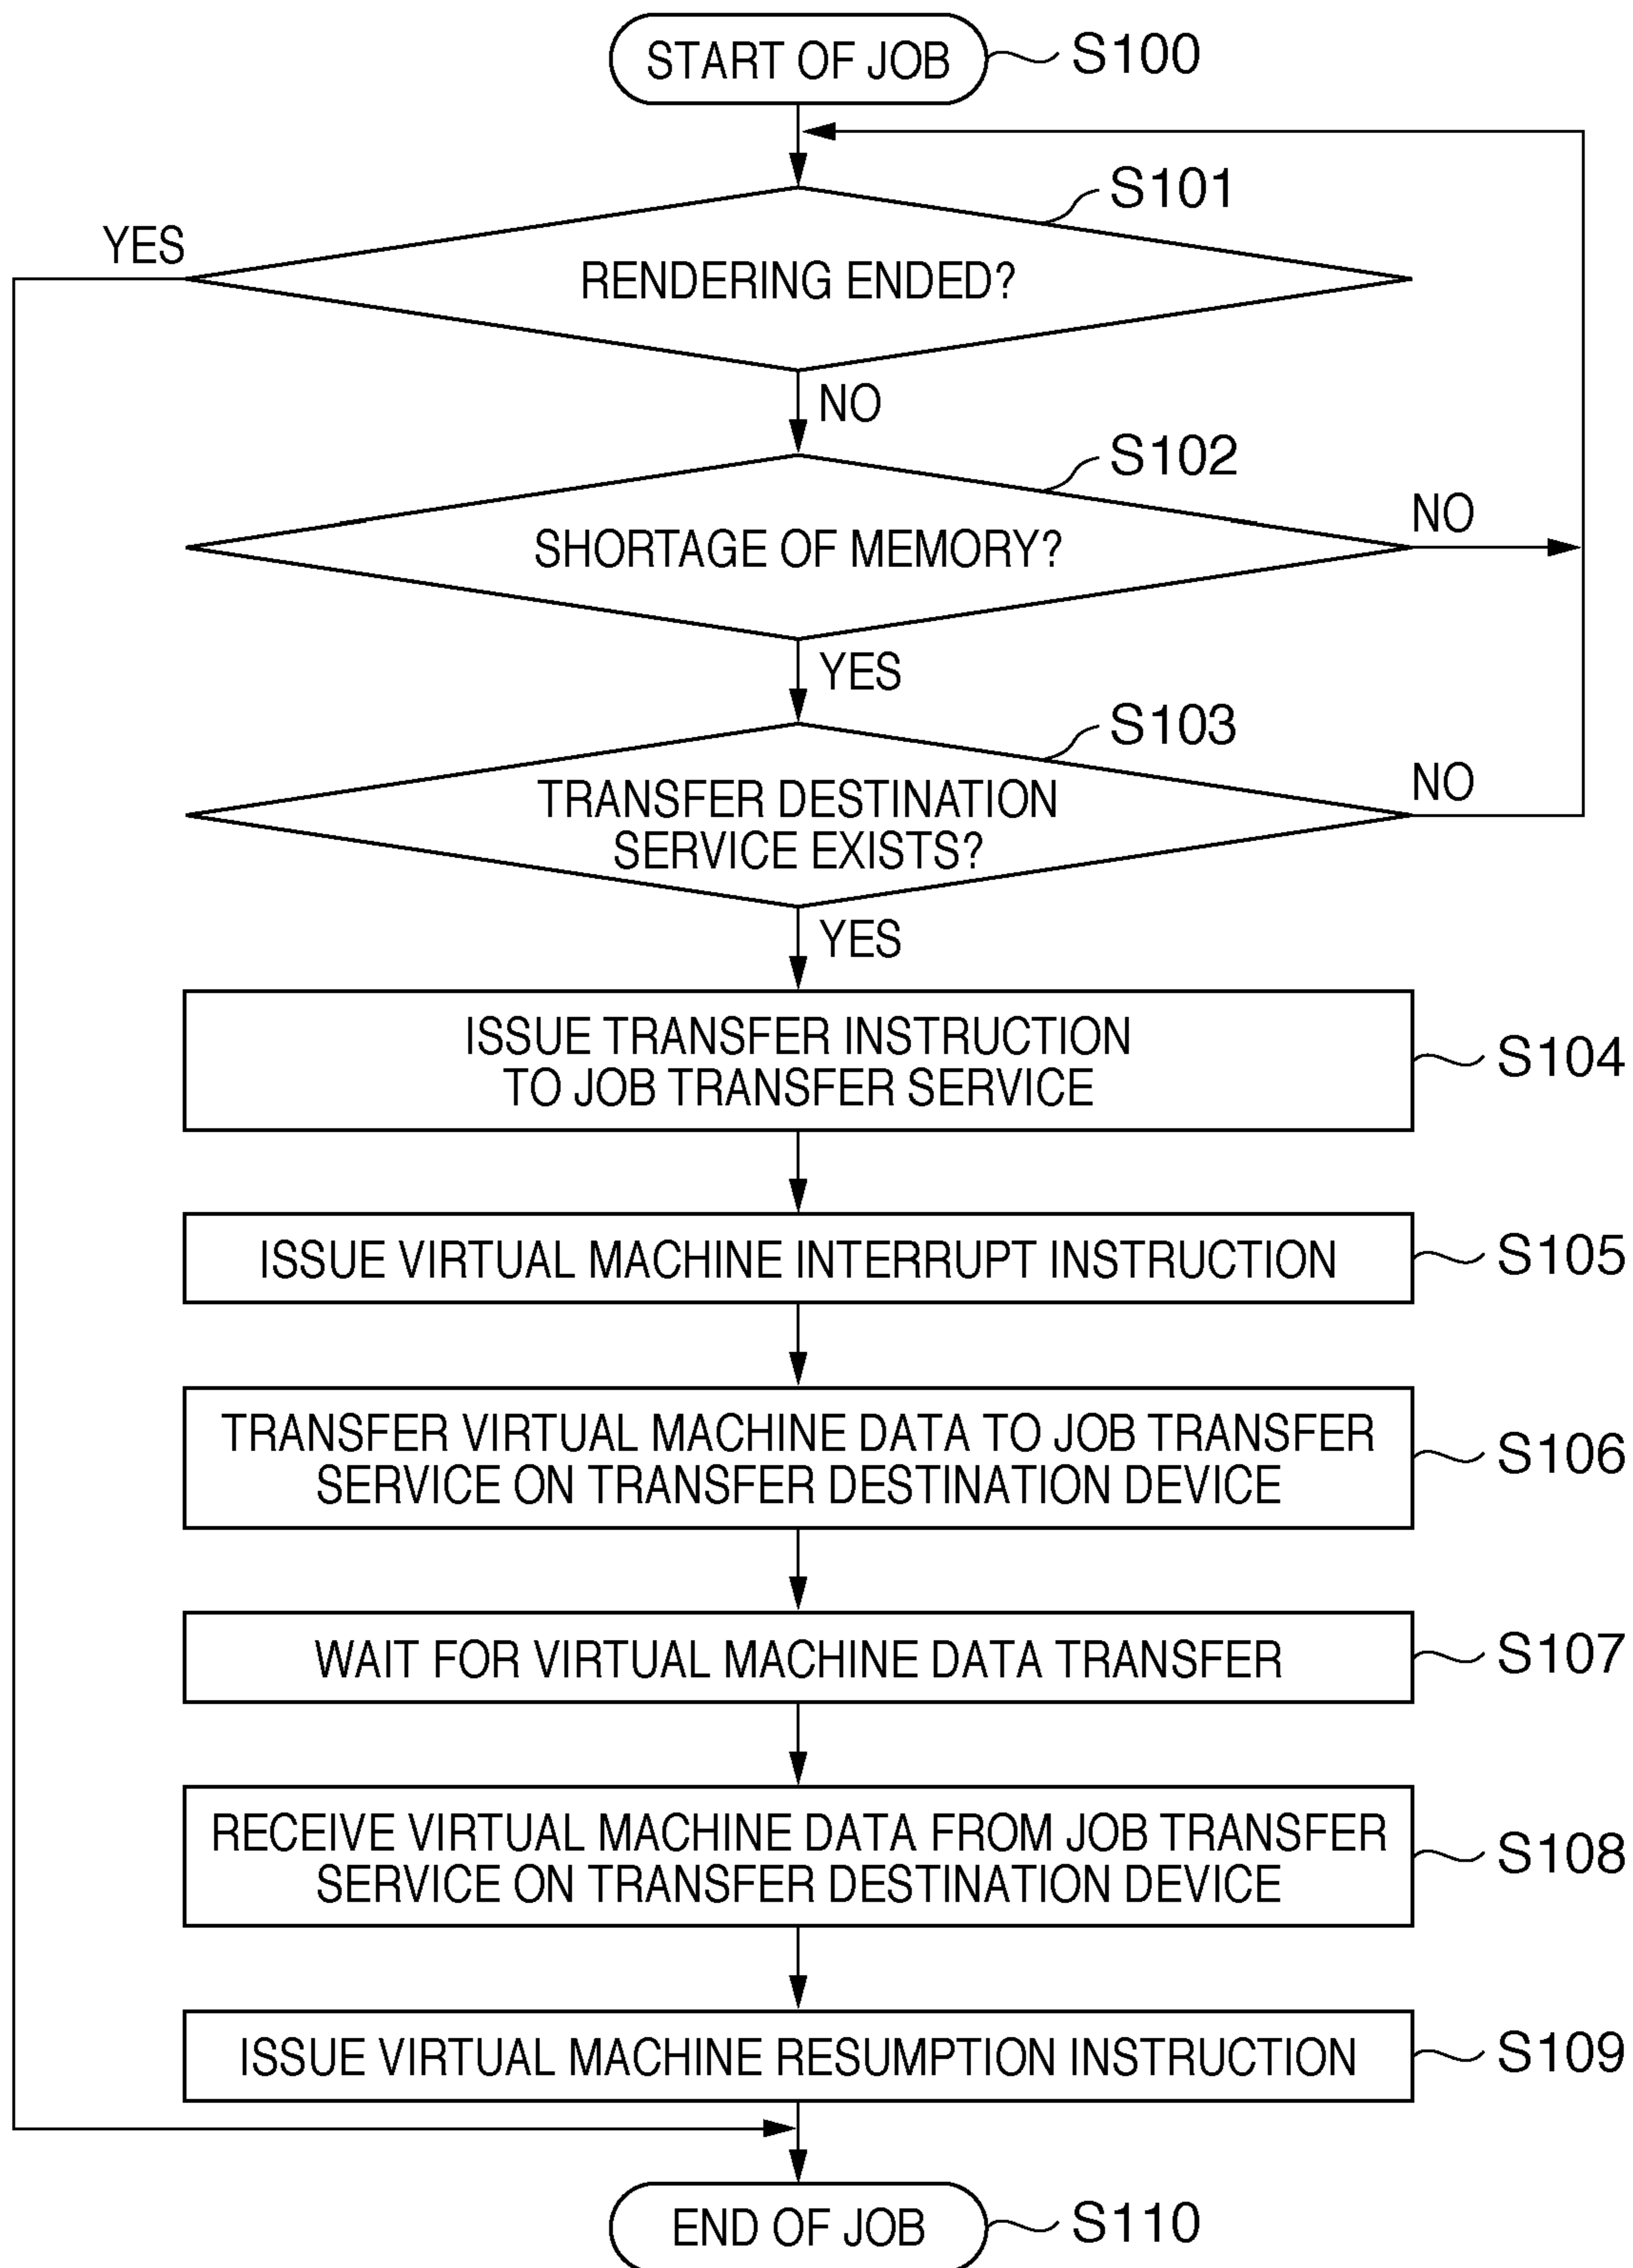 START OF JOB
S100
S101
YES
RENDERING ENDED?
NO
S102
NO
SHORTAGE OF MEMORY?
YES
S103
NO
TRANSFER DESTINATION
SERVICE EXISTS?
YES
ISSUE TRANSFER INSTRUCTION
TO JOB TRANSFER SERVICE
S104
ISSUE VIRTUAL MACHINE INTERRUPT INSTRUCTION
S105
TRANSFER VIRTUAL MACHINE DATA TO JOB TRANSFER
SERVICE ON TRANSFER DESTINATION DEVICE
S106
WAIT FOR VIRTUAL MACHINE DATA TRANSFER
S107
RECEIVE VIRTUAL MACHINE DATA FROM JOB TRANSFER
SERVICE ON TRANSFER DESTINATION DEVICE
S108
ISSUE VIRTUAL MACHINE RESUMPTION INSTRUCTION
S109
END OF JOB
S110